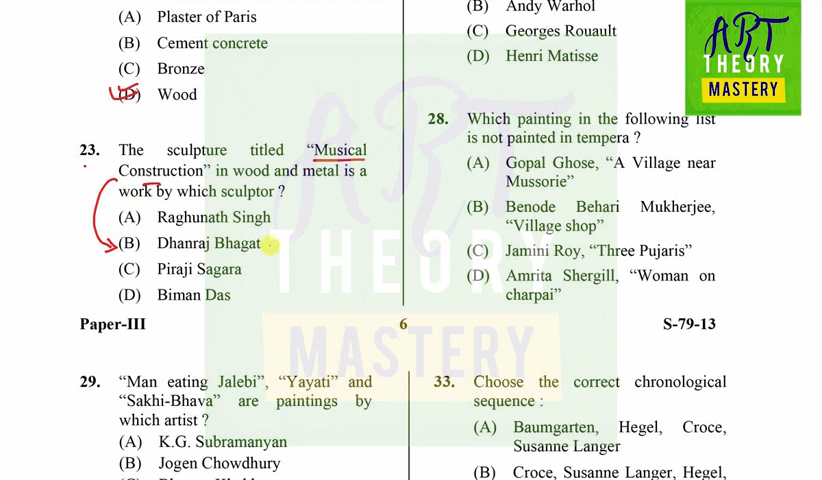 (A) Plaster of Paris
(B) Cement concrete
(C) Bronze
(D) Wood
23. The sculpture titled “Musical
Construction” in wood and metal is a
work by which sculptor ?
(A) Raghunath Singh
(B) Dhanraj Bhagat
(C) Piraji Sagara
(D) Biman Das
(B) Andy Warhol
(C) Georges Rouault
(D) Henri Matisse
28. Which painting in the following list
is not painted in tempera ?
(A) Gopal Ghose, “A Village near
Mussorie”
(B) Benode Behari Mukherjee,
“Village shop”
(C) Jamini Roy, “Three Pujaris”
(D) Amrita Shergill, “Woman on
charpai”
Paper-III 6 S-79-13
29. “Man eating Jalebi”, “Yayati” and
“Sakhi-Bhava” are paintings by
which artist ?
(A) K.G. Subramanyan
(B) Jogen Chowdhury
33. Choose the correct chronological
sequence :
(A) Baumgarten, Hegel, Croce,
Susanne Langer
(B) Croce, Susanne Langer, Hegel,
ART
THEORY
MASTERY
ART
THEORY
MASTERY